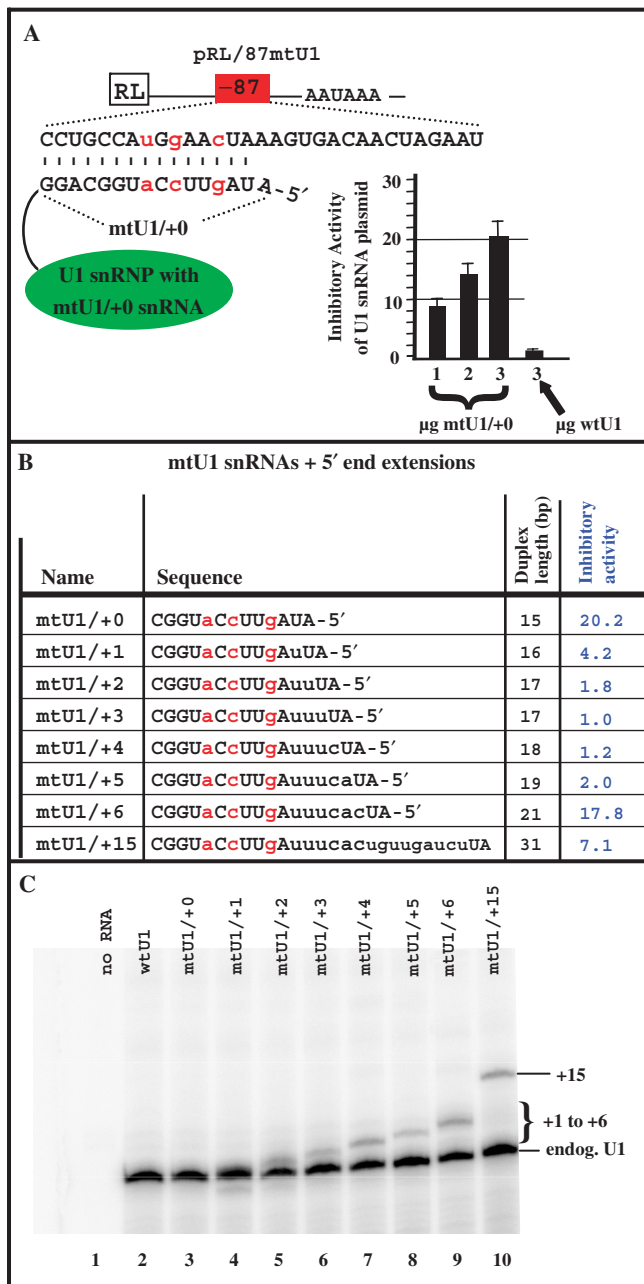 A
pRL/87mtU1
RL
−87
AAUAAA
CCUGCCAuGgAAcUAAAGUGACAACUAGAAU
GGACGGUaCcUUgAUA-5′
mtU1/+0
U1 snRNP with
mtU1/+0 snRNA
Inhibitory Activity
of U1 snRNA plasmid
30
20
10
0
1 2 3 3
µg mtU1/+0
µg wtU1
B
mtU1 snRNAs + 5′ end extensions
Name Sequence Duplex length (bp) Inhibitory activity
mtU1/+0 CGGUaCcUUgAUA-5′ 15 20.2
mtU1/+1 CGGUaCcUUgAuUA-5′ 16 4.2
mtU1/+2 CGGUaCcUUgAuuUA-5′ 17 1.8
mtU1/+3 CGGUaCcUUgAuuuUA-5′ 17 1.0
mtU1/+4 CGGUaCcUUgAuuucUA-5′ 18 1.2
mtU1/+5 CGGUaCcUUgAuuucaUA-5′ 19 2.0
mtU1/+6 CGGUaCcUUgAuuucacUA-5′ 21 17.8
mtU1/+15 CGGUaCcUUgAuuucacuguugaucuUA 31 7.1
C
no RNA
wtU1
mtU1/+0
mtU1/+1
mtU1/+2
mtU1/+3
mtU1/+4
mtU1/+5
mtU1/+6
mtU1/+15
+15
+1 to +6
endog. U1
1 2 3 4 5 6 7 8 9 10